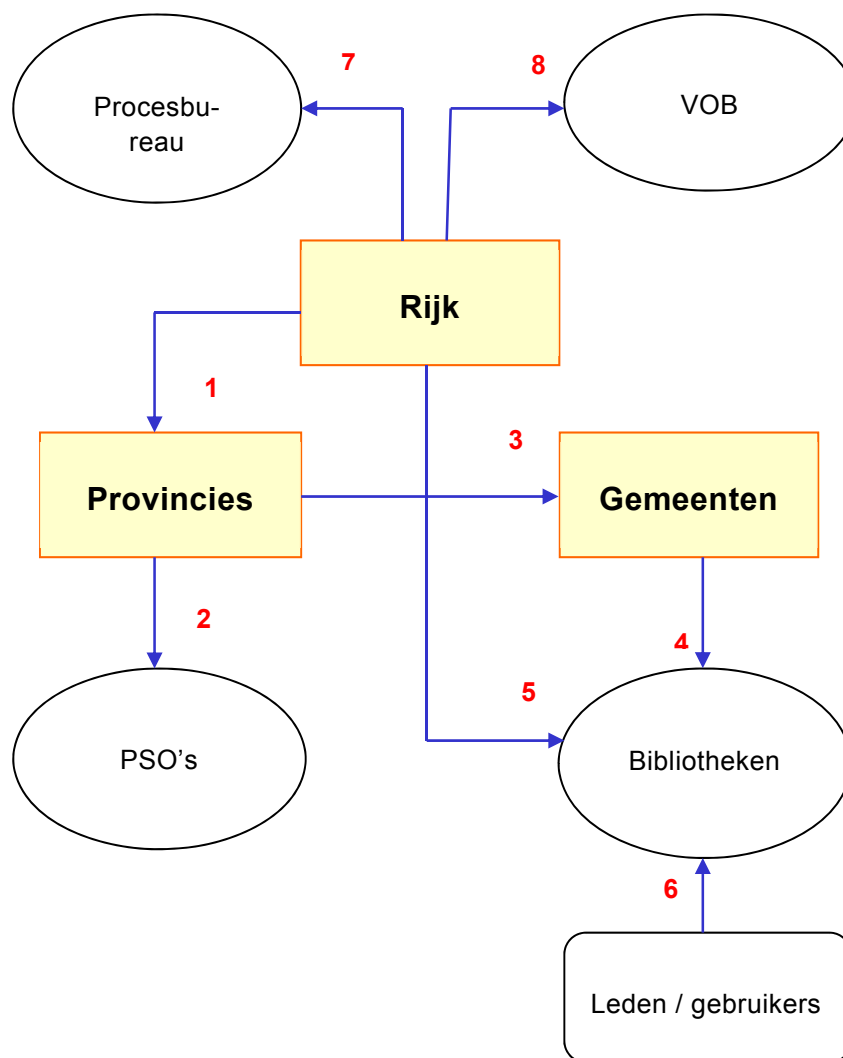 7
8
Procesbu-
reau
VOB
Rijk
1
3
Provincies
Gemeenten
2
4
5
PSO's
Bibliotheken
6
Leden / gebruikers